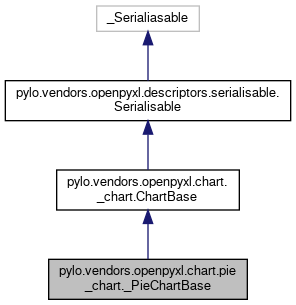 _Serialiasable
pylo.vendors.openpyxl.descriptors.serialisable.
Serialisable
pylo.vendors.openpyxl.chart.
_chart.ChartBase
pylo.vendors.openpyxl.chart.pie
_chart._PieChartBase